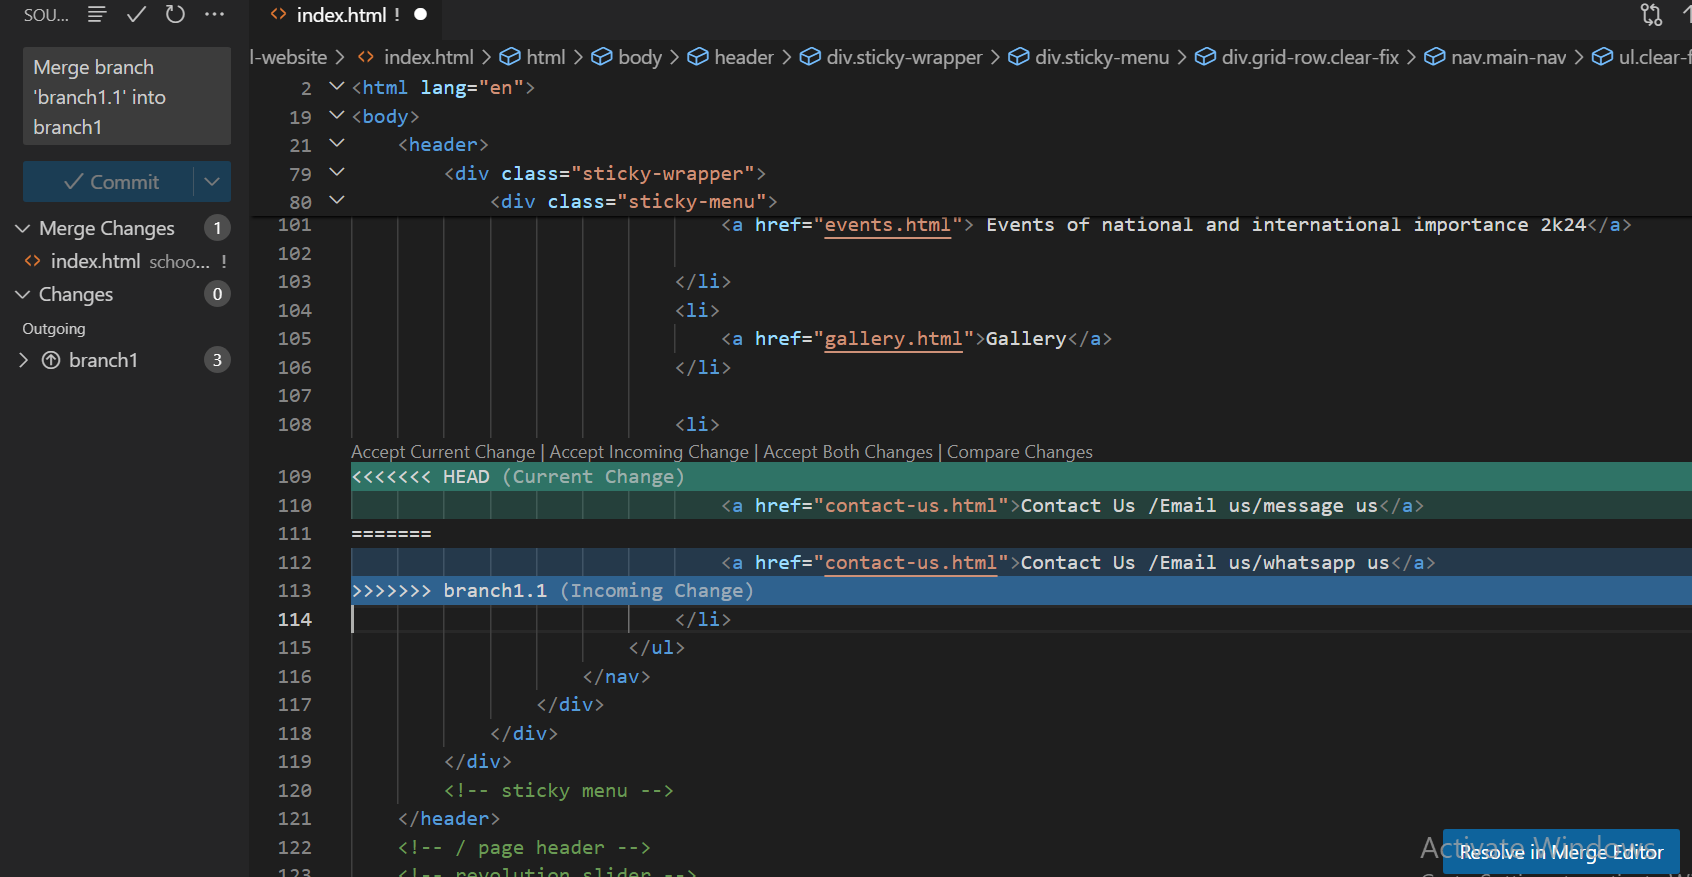 SOU...
index.html !
Merge branch
'branch1.1' into
branch1
Commit
Merge Changes 1
index.html schoo... !
Changes 0
Outgoing
branch1 3
l-website > index.html > html > body > header > div.sticky-wrapper > div.sticky-menu > div.grid-row.clear-fix > nav.main-nav > ul.clear-f
2 <html lang="en">
19 <body>
21 <header>
79 <div class="sticky-wrapper">
80 <div class="sticky-menu">
101 <a href="events.html"> Events of national and international importance 2k24</a>
102
103 </li>
104 <li>
105 <a href="gallery.html">Gallery</a>
106 </li>
107
108 <li>
Accept Current Change | Accept Incoming Change | Accept Both Changes | Compare Changes
109 <<<<<<< HEAD (Current Change)
110 <a href="contact-us.html">Contact Us /Email us/message us</a>
111 =======
112 <a href="contact-us.html">Contact Us /Email us/whatsapp us</a>
113 >>>>>>> branch1.1 (Incoming Change)
114 </li>
115 </ul>
116 </nav>
117 </div>
118 </div>
119 </div>
120 <!-- sticky menu -->
121 </header>
122 <!-- / page header -->
123 <!-- revolution slider -->
Activate Windows
Resolve in Merge Editor